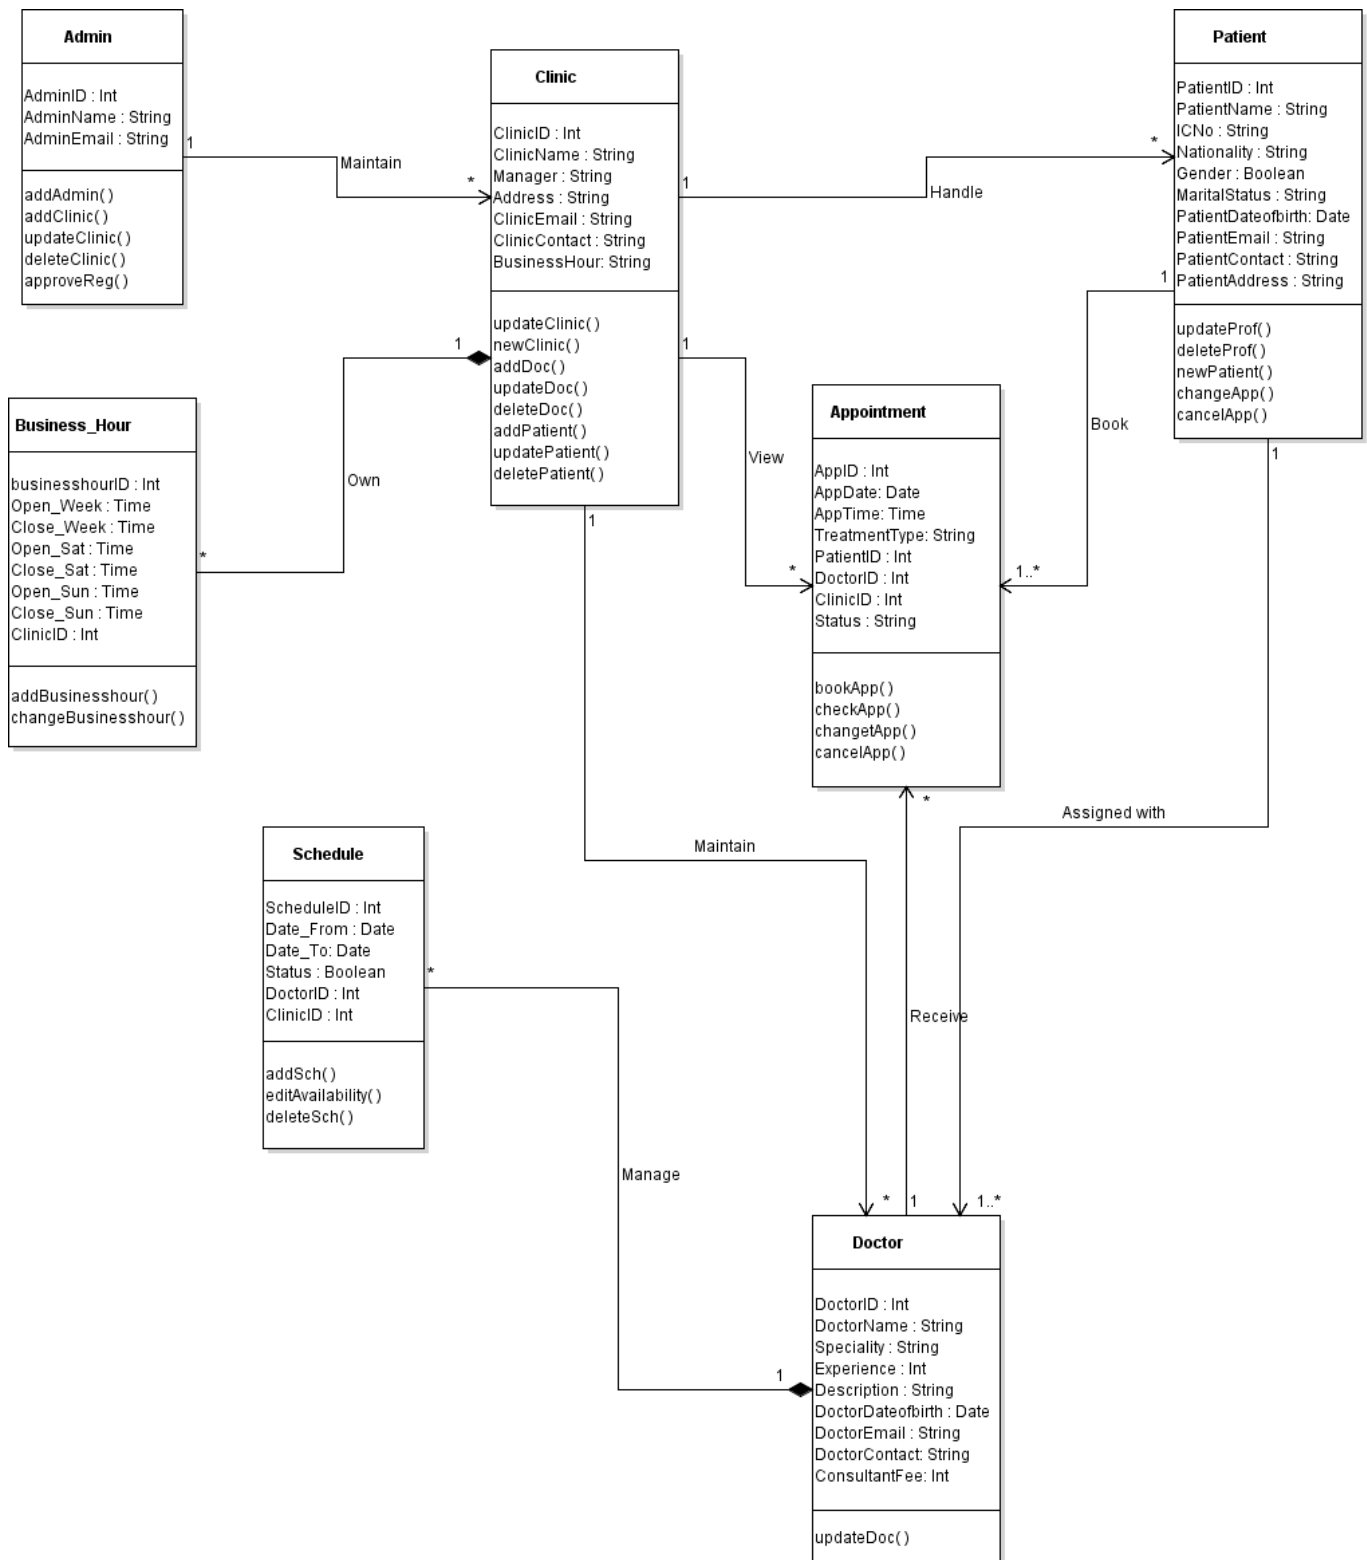 Admin
AdminID : Int
AdminName : String
AdminEmail : String
addAdmin()
addClinic()
updateClinic()
deleteClinic()
approveReg()
1
Maintain
*
Clinic
ClinicID : Int
ClinicName : String
Manager : String
Address : String
ClinicEmail : String
ClinicContact : String
BusinessHour: String
updateClinic()
newClinic()
addDoc()
updateDoc()
deleteDoc()
addPatient()
updatePatient()
deletePatient()
1
Handle
*
Patient
PatientID : Int
PatientName : String
ICNo : String
Nationality : String
Gender : Boolean
MaritalStatus : String
PatientDateofbirth: Date
PatientEmail : String
PatientContact : String
PatientAddress : String
updateProf()
deleteProf()
newPatient()
changeApp()
cancelApp()
1
Own
*
Business_Hour
businesshourID : Int
Open_Week : Time
Close_Week : Time
Open_Sat : Time
Close_Sat : Time
Open_Sun : Time
Close_Sun : Time
ClinicID : Int
addBusinesshour()
changeBusinesshour()
1
View
*
Appointment
AppID : Int
AppDate: Date
AppTime: Time
TreatmentType: String
PatientID : Int
DoctorID : Int
ClinicID : Int
Status : String
bookApp()
checkApp()
changetApp()
cancelApp()
1
Book
1..*
1
Assigned with
1..*
1
Maintain
*
*
Receive
1
Schedule
ScheduleID : Int
Date_From : Date
Date_To: Date
Status : Boolean
DoctorID : Int
ClinicID : Int
addSch()
editAvailability()
deleteSch()
*
Manage
1
Doctor
DoctorID : Int
DoctorName : String
Speciality : String
Experience : Int
Description : String
DoctorDateofbirth : Date
DoctorEmail : String
DoctorContact: String
ConsultantFee: Int
updateDoc()